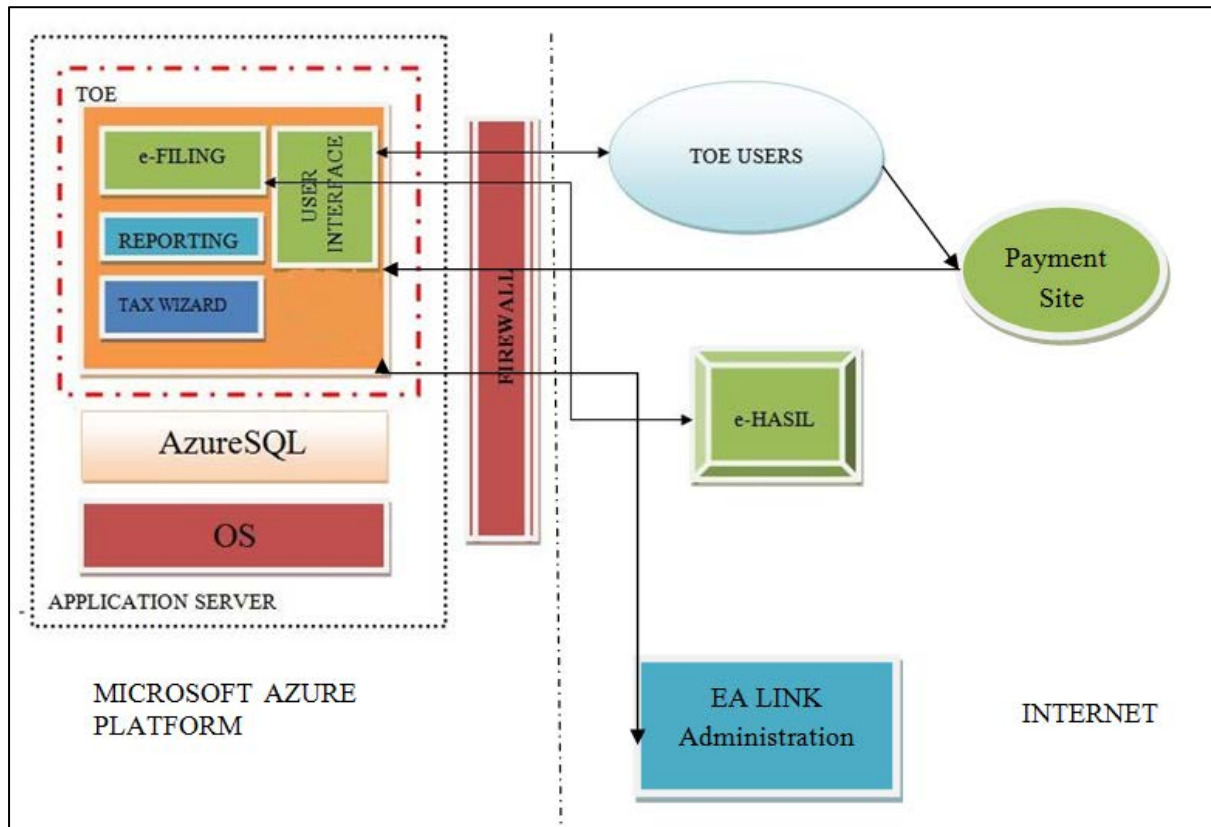 TOE
e-FILING
USER
INTERFACE
REPORTING
TAX WIZARD
AzureSQL
OS
APPLICATION SERVER
MICROSOFT AZURE
PLATFORM
FIREWALL
TOE USERS
Payment
Site
e-HASIL
EA LINK
Administration
INTERNET